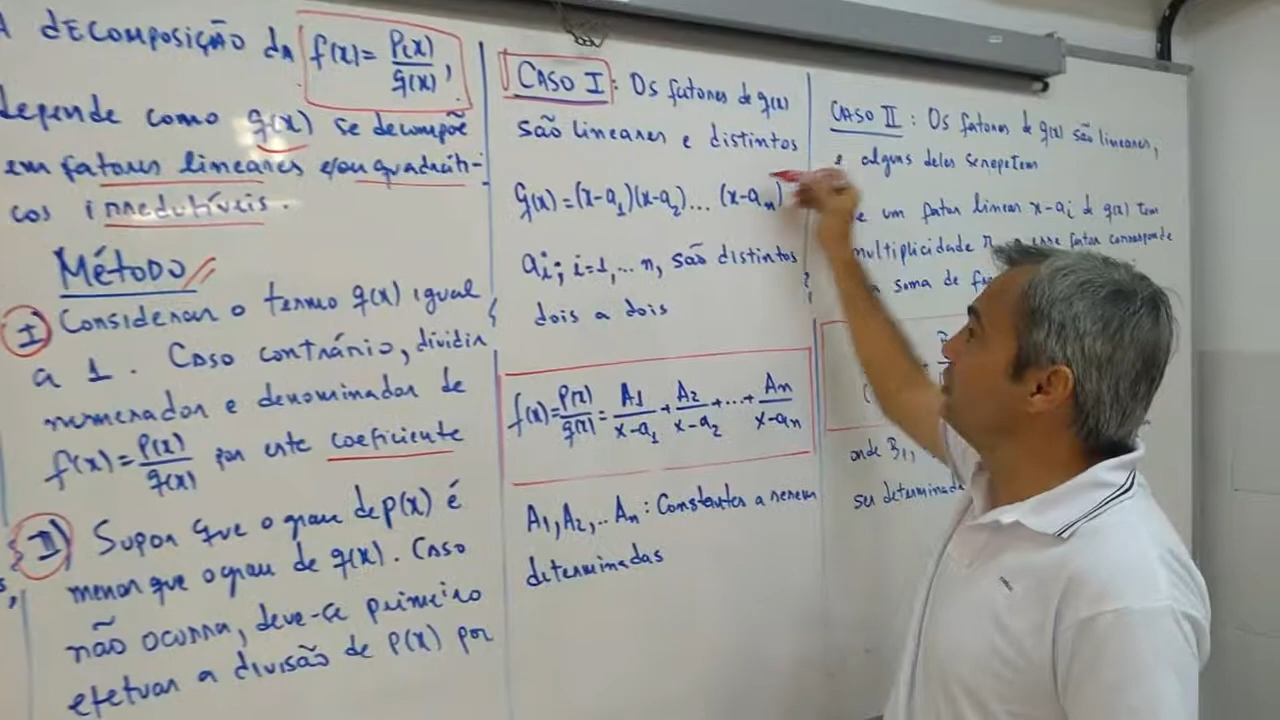 A DECOMPOSIÇÃO DA f(x) = P(x)/q(x),
depende como q(x) se decompõe
em fatores lineares e/ou quadráti-
cos irredutíveis.
Método
I Considerar o termo q(x) igual
a 1. Caso contrário, dividir
numerador e denominador de
f(x) = P(x)/q(x) por este coeficiente
II) Supor que o grau de p(x) é
menor que o grau de q(x). Caso
não ocorra, deve-se primeiro
efetuar a divisão de P(x) por
CASO I: Os fatores de q(x)
são lineares e distintos
q(x) = (x-a₁)(x-a₂)... (x-aₙ)
aᵢ; i=1,... n, são distintos
dois a dois
f(x) = P(x)/q(x) = A1/(x-a₁) + A2/(x-a₂) + ... + An/(x-an)
A₁, A₂, .. An: Constantes a serem
determinadas
CASO II: Os fatores de q(x) são lineares,
e alguns deles se repetem
e um fator linear x-aᵢ de q(x) tem
multiplicidade esse fator corresponde
soma de
onde B₁,